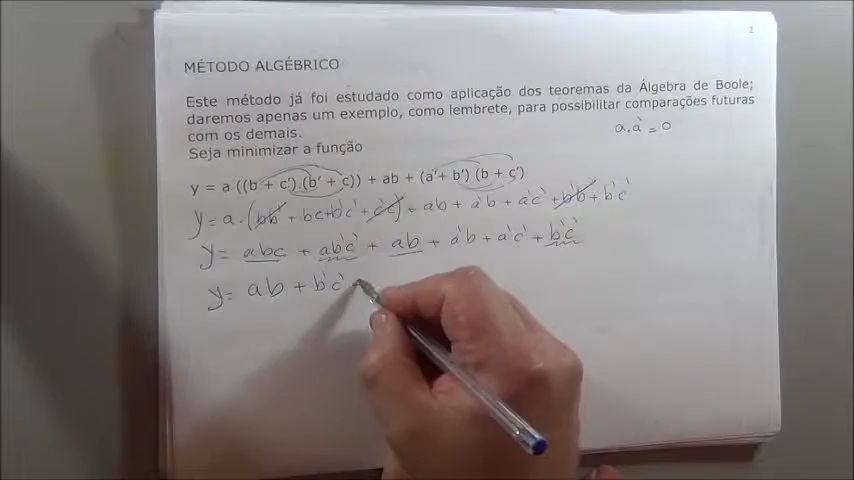 1
MÉTODO ALGÉBRICO
Este método já foi estudado como aplicação dos teoremas da Álgebra de Boole;
daremos apenas um exemplo, como lembrete, para possibilitar comparações futuras
com os demais.
a.a' = 0
Seja minimizar a função
y = a ((b + c').(b' + c)) + ab + (a'+ b') (b + c')
y = a.(bb' + bc + b'c' + c'c) + ab + a'b + a'c' + b'b + b'c'
y = abc + ab'c' + ab + a'b + a'c' + b'c'
y = ab + b'c'